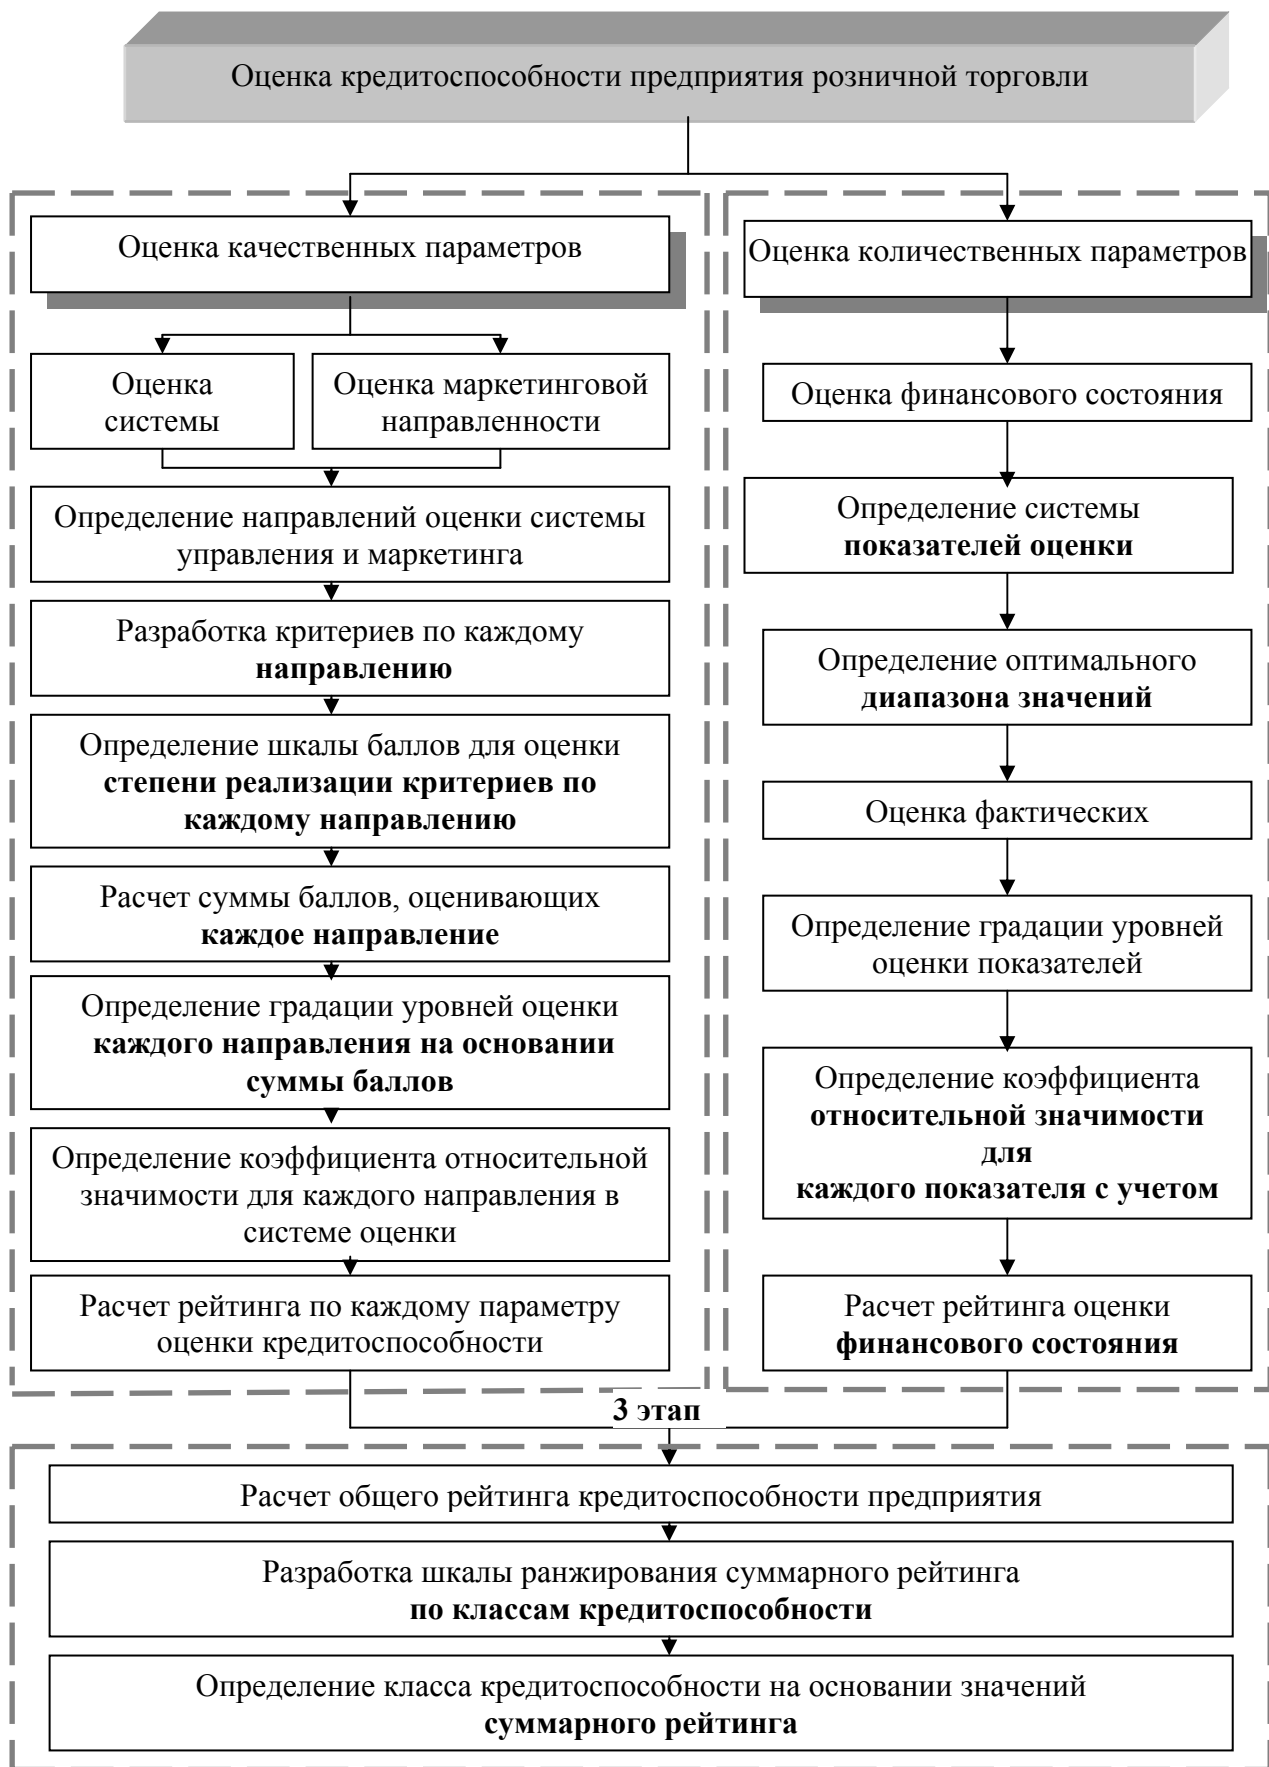 Оценка кредитоспособности предприятия розничной торговли
Оценка качественных параметров
Оценка
системы
Оценка маркетинговой
направленности
Определение направлений оценки системы
управления и маркетинга
Разработка критериев по каждому
направлению
Определение шкалы баллов для оценки
степени реализации критериев по
каждому направлению
Расчет суммы баллов, оценивающих
каждое направление
Определение градации уровней оценки
каждого направления на основании
суммы баллов
Определение коэффициента относительной
значимости для каждого направления в
системе оценки
Расчет рейтинга по каждому параметру
оценки кредитоспособности
Оценка количественных параметров
Оценка финансового состояния
Определение системы
показателей оценки
Определение оптимального
диапазона значений
Оценка фактических
Определение градации уровней
оценки показателей
Определение коэффициента
относительной значимости
для
каждого показателя с учетом
Расчет рейтинга оценки
финансового состояния
3 этап
Расчет общего рейтинга кредитоспособности предприятия
Разработка шкалы ранжирования суммарного рейтинга
по классам кредитоспособности
Определение класса кредитоспособности на основании значений
суммарного рейтинга